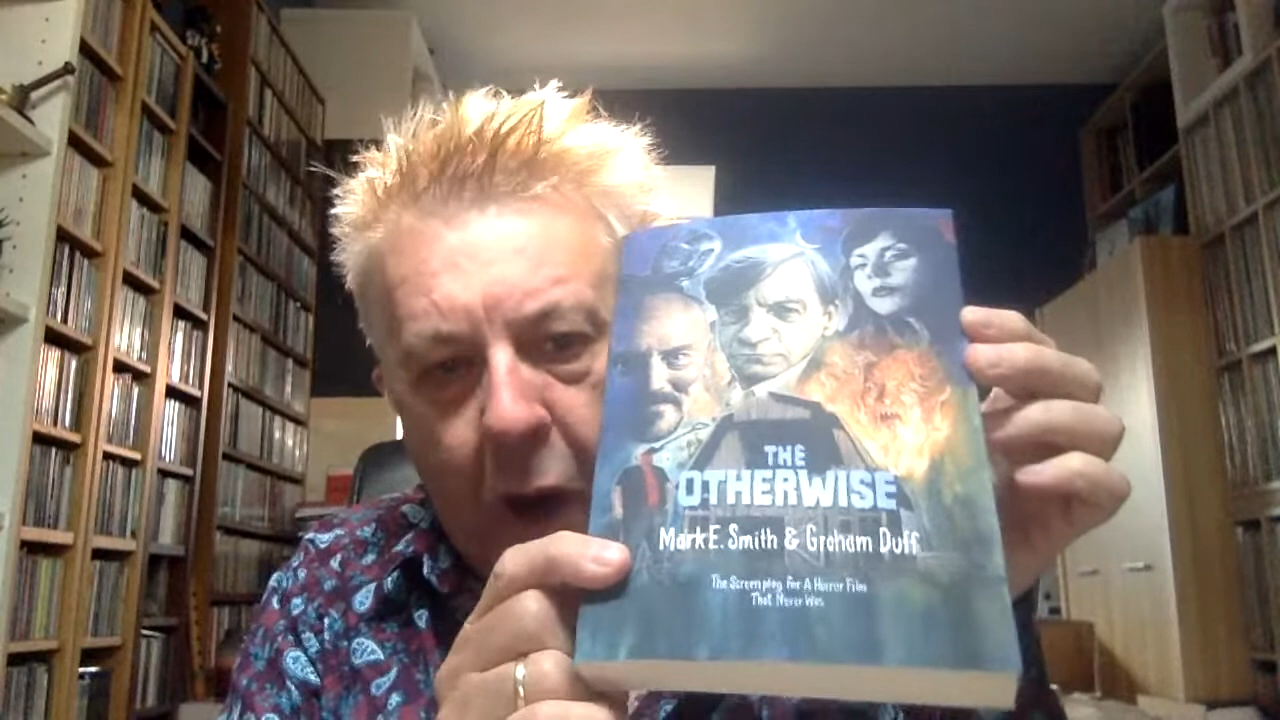 THE
OTHERWISE
Mark E. Smith & Graham Duff
The Screenplay For A Horror Film
That Never Was